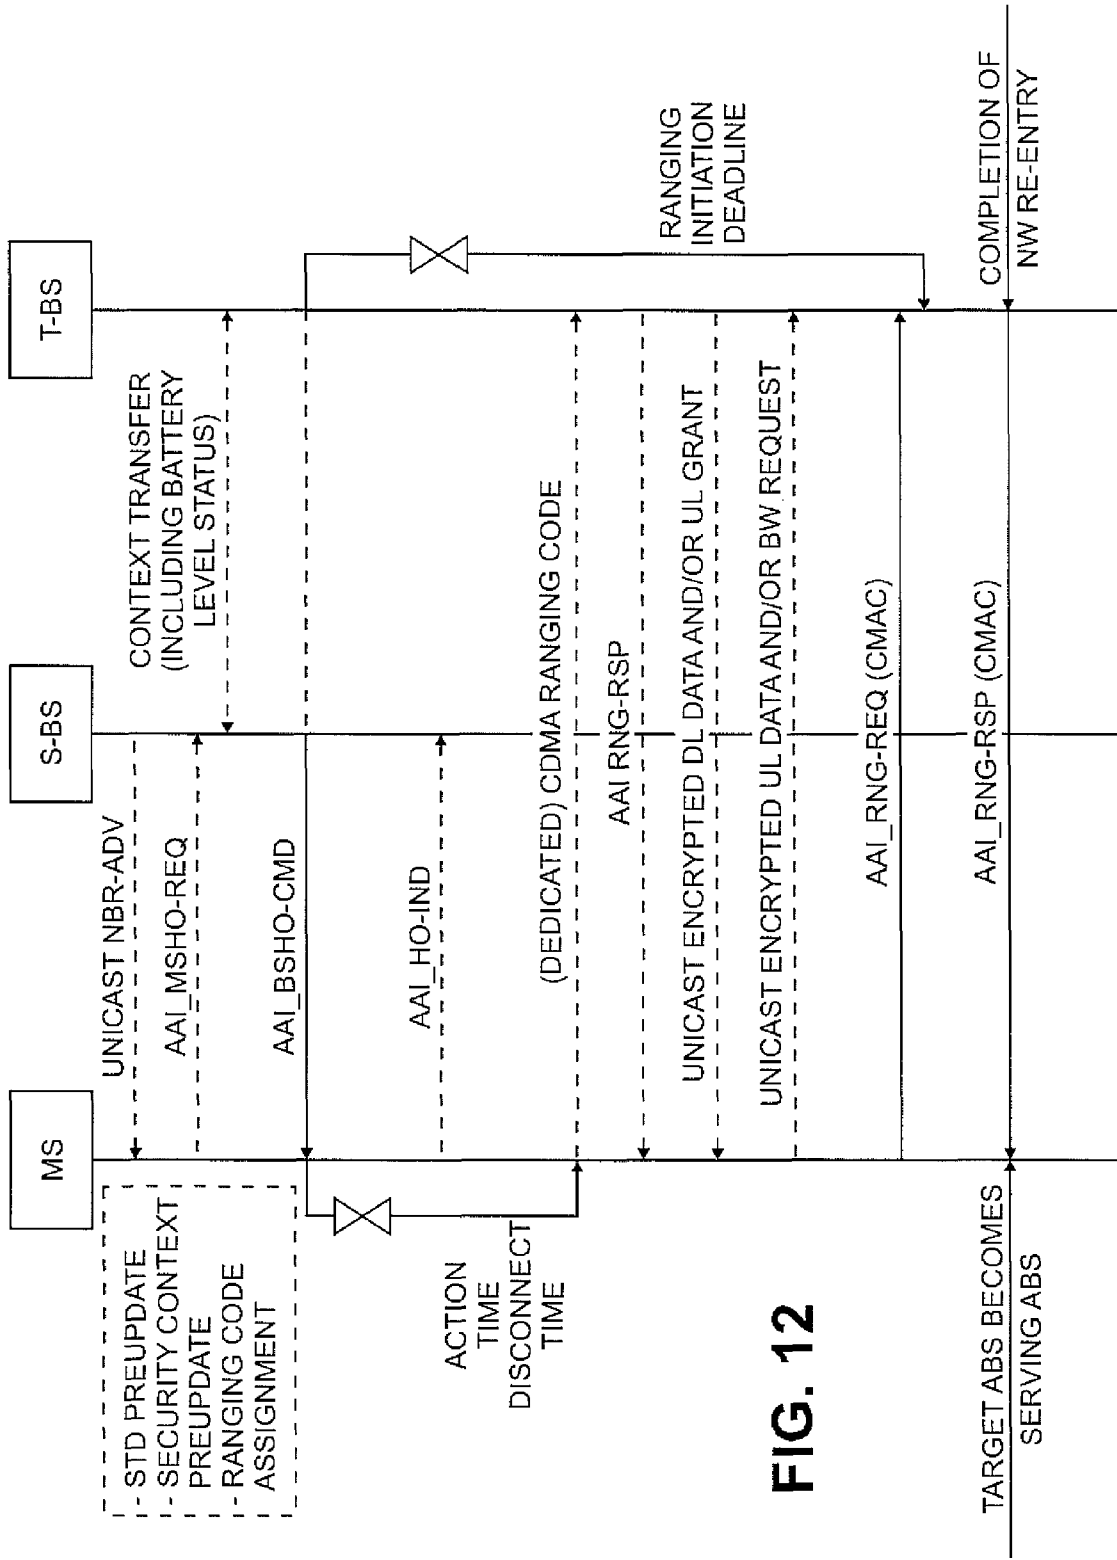 MS
S-BS
T-BS
- STD PREUPDATE
- SECURITY CONTEXT
PREUPDATE
- RANGING CODE
ASSIGNMENT
UNICAST NBR-ADV
AAI_MSHO-REQ
CONTEXT TRANSFER
(INCLUDING BATTERY
LEVEL STATUS)
AAI_BSHO-CMD
ACTION
TIME
DISCONNECT
TIME
AAI_HO-IND
(DEDICATED) CDMA RANGING CODE
AAI RNG-RSP
RANGING
INITIATION
DEADLINE
UNICAST ENCRYPTED DL DATA AND/OR UL GRANT
UNICAST ENCRYPTED UL DATA AND/OR BW REQUEST
AAI_RNG-REQ (CMAC)
AAI_RNG-RSP (CMAC)
TARGET ABS BECOMES
SERVING ABS
COMPLETION OF
NW RE-ENTRY
FIG. 12